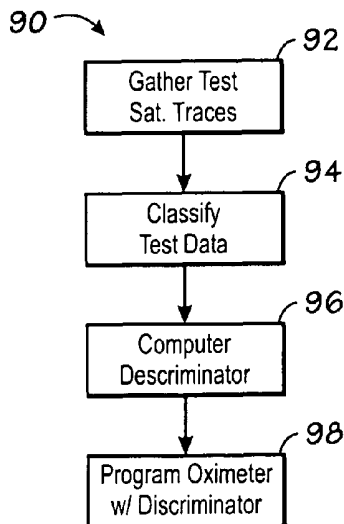 90
92
Gather Test
Sat. Traces
94
Classify
Test Data
96
Computer
Descriminator
98
Program Oximeter
w/ Discriminator